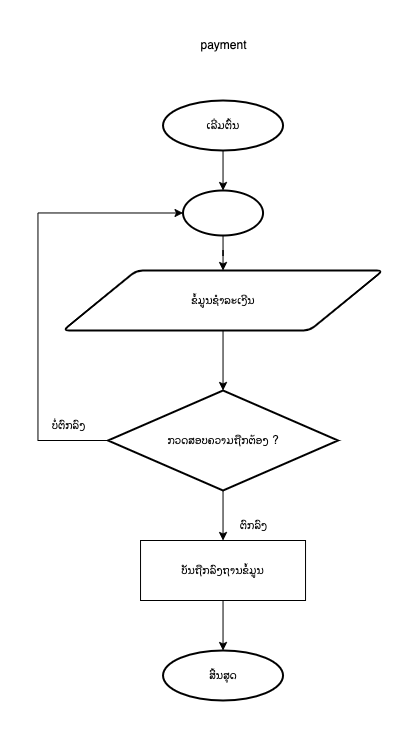 payment
ເລີ່ມຕົ້ນ
ຂໍ້ມູນຊຳລະເງິນ
ກວດສອບຄວາມຖືກຕ້ອງ ?
ບໍ່ຕົກລົງ
ຕົກລົງ
ບັນຖືກລົງຖານຂໍ້ມູນ
ສິ້ນສຸດ